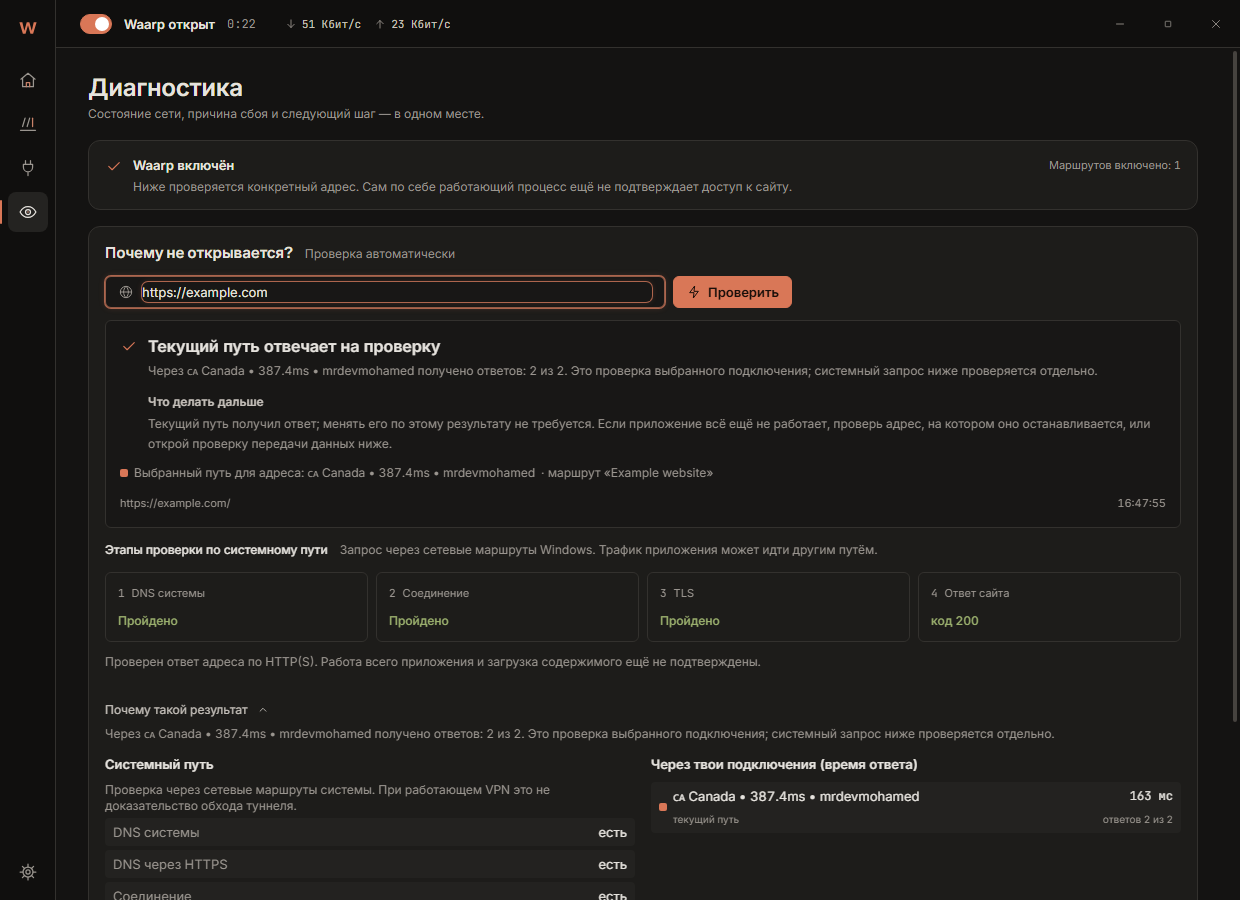 W
Waarp открыт 0:22 ↓ 51 Кбит/с ↑ 23 Кбит/с
Диагностика
Состояние сети, причина сбоя и следующий шаг — в одном месте.
Waarp включён
Маршрутов включено: 1
Ниже проверяется конкретный адрес. Сам по себе работающий процесс ещё не подтверждает доступ к сайту.
Почему не открывается? Проверка автоматически
https://example.com
Проверить
Текущий путь отвечает на проверку
Через ᴄᴀ Canada • 387.4ms • mrdevmohamed получено ответов: 2 из 2. Это проверка выбранного подключения; системный запрос ниже проверяется отдельно.
Что делать дальше
Текущий путь получил ответ; менять его по этому результату не требуется. Если приложение всё ещё не работает, проверь адрес, на котором оно останавливается, или
открой проверку передачи данных ниже.
Выбранный путь для адреса: ᴄᴀ Canada • 387.4ms • mrdevmohamed · маршрут «Example website»
https://example.com/ 16:47:55
Этапы проверки по системному пути Запрос через сетевые маршруты Windows. Трафик приложения может идти другим путём.
1 DNS системы
Пройдено
2 Соединение
Пройдено
3 TLS
Пройдено
4 Ответ сайта
код 200
Проверен ответ адреса по HTTP(S). Работа всего приложения и загрузка содержимого ещё не подтверждены.
Почему такой результат
Через ᴄᴀ Canada • 387.4ms • mrdevmohamed получено ответов: 2 из 2. Это проверка выбранного подключения; системный запрос ниже проверяется отдельно.
Системный путь
Проверка через сетевые маршруты системы. При работающем VPN это не
доказательство обхода туннеля.
DNS системы есть
DNS через HTTPS есть
Соединение есть
Через твои подключения (время ответа)
ᴄᴀ Canada • 387.4ms • mrdevmohamed 163 мс
текущий путь ответов 2 из 2